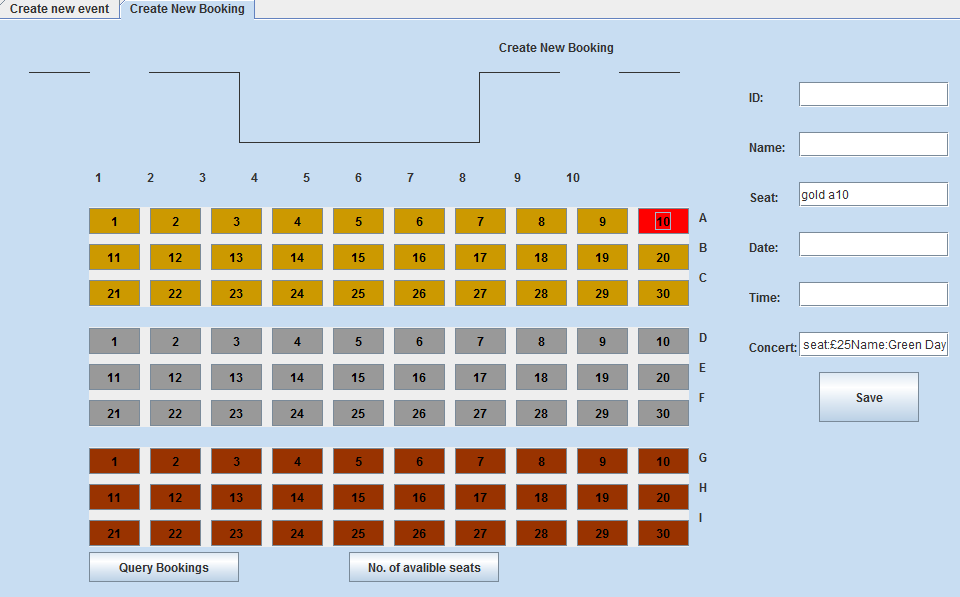 Create new event Create New Booking
Create New Booking
ID:
Name:
Seat: gold a10
Date:
Time:
Concert: seat:£25Name:Green Day
Save
1 2 3 4 5 6 7 8 9 10
1 2 3 4 5 6 7 8 9 10 A
11 12 13 14 15 16 17 18 19 20 B
21 22 23 24 25 26 27 28 29 30 C
1 2 3 4 5 6 7 8 9 10 D
11 12 13 14 15 16 17 18 19 20 E
21 22 23 24 25 26 27 28 29 30 F
1 2 3 4 5 6 7 8 9 10 G
11 12 13 14 15 16 17 18 19 20 H
21 22 23 24 25 26 27 28 29 30 I
Query Bookings No. of avalible seats